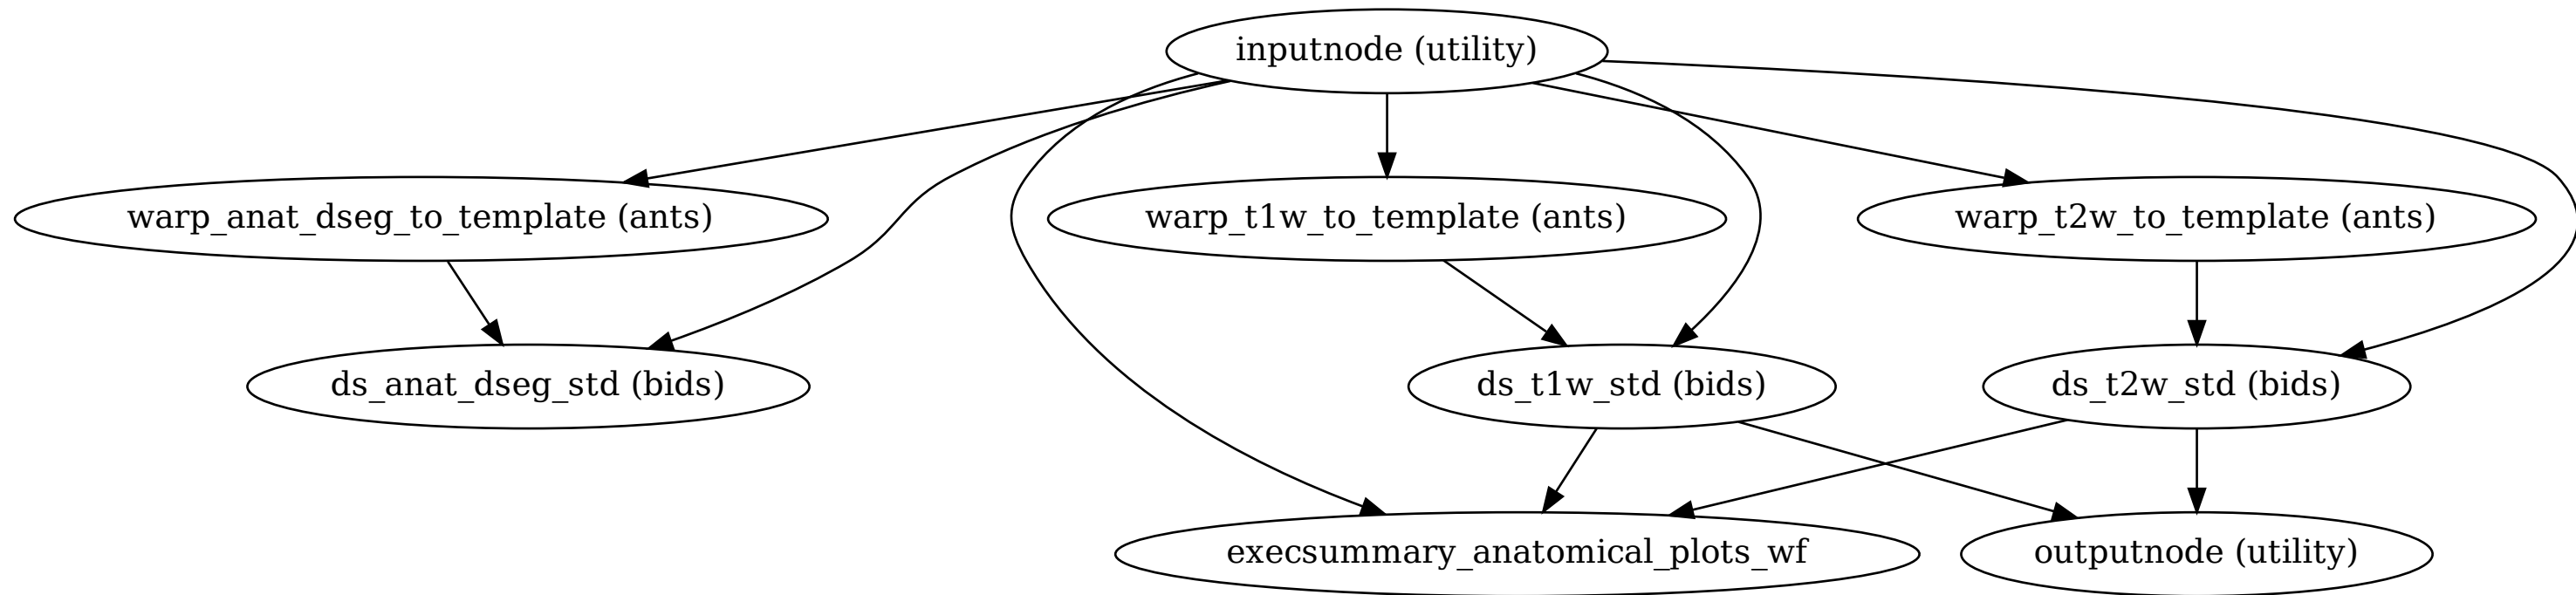 inputnode (utility)
warp_anat_dseg_to_template (ants)
warp_t1w_to_template (ants)
warp_t2w_to_template (ants)
ds_anat_dseg_std (bids)
ds_t1w_std (bids)
ds_t2w_std (bids)
execsummary_anatomical_plots_wf
outputnode (utility)